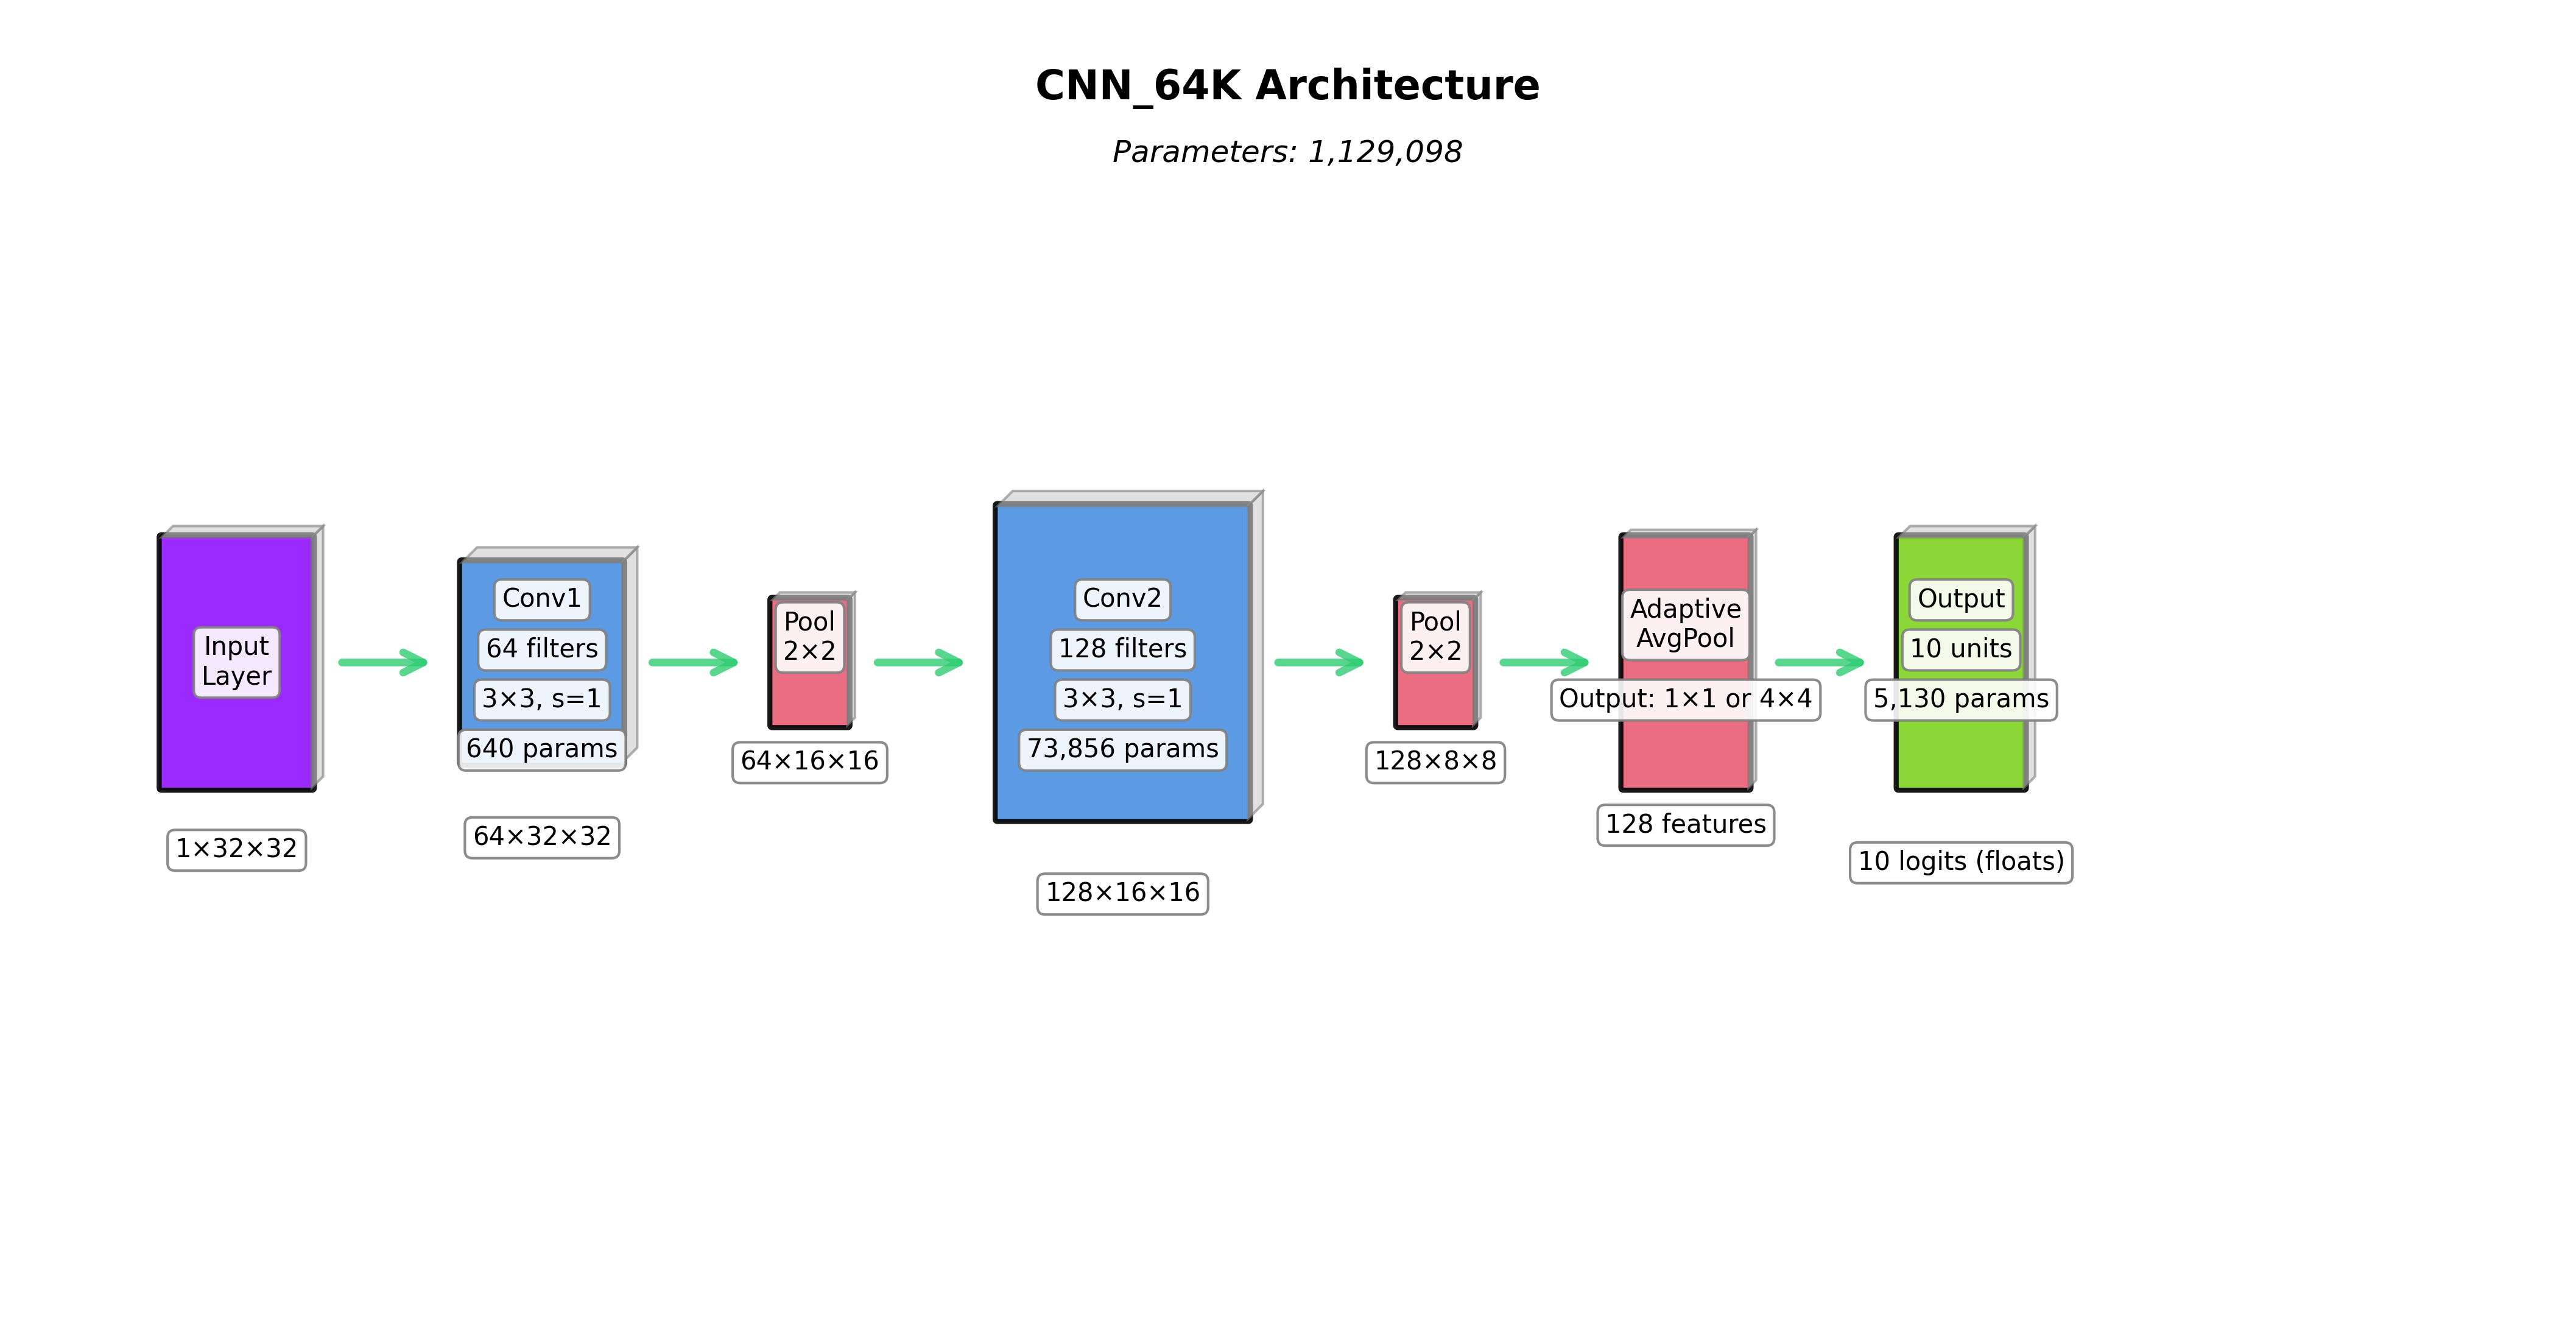 CNN_64K Architecture
Parameters: 1,129,098
Input
Layer
1×32×32
Conv1
64 filters
3×3, s=1
640 params
64×32×32
Pool
2×2
64×16×16
Conv2
128 filters
3×3, s=1
73,856 params
128×16×16
Pool
2×2
128×8×8
Adaptive
AvgPool
Output: 1×1 or 4×4
128 features
Output
10 units
5,130 params
10 logits (floats)